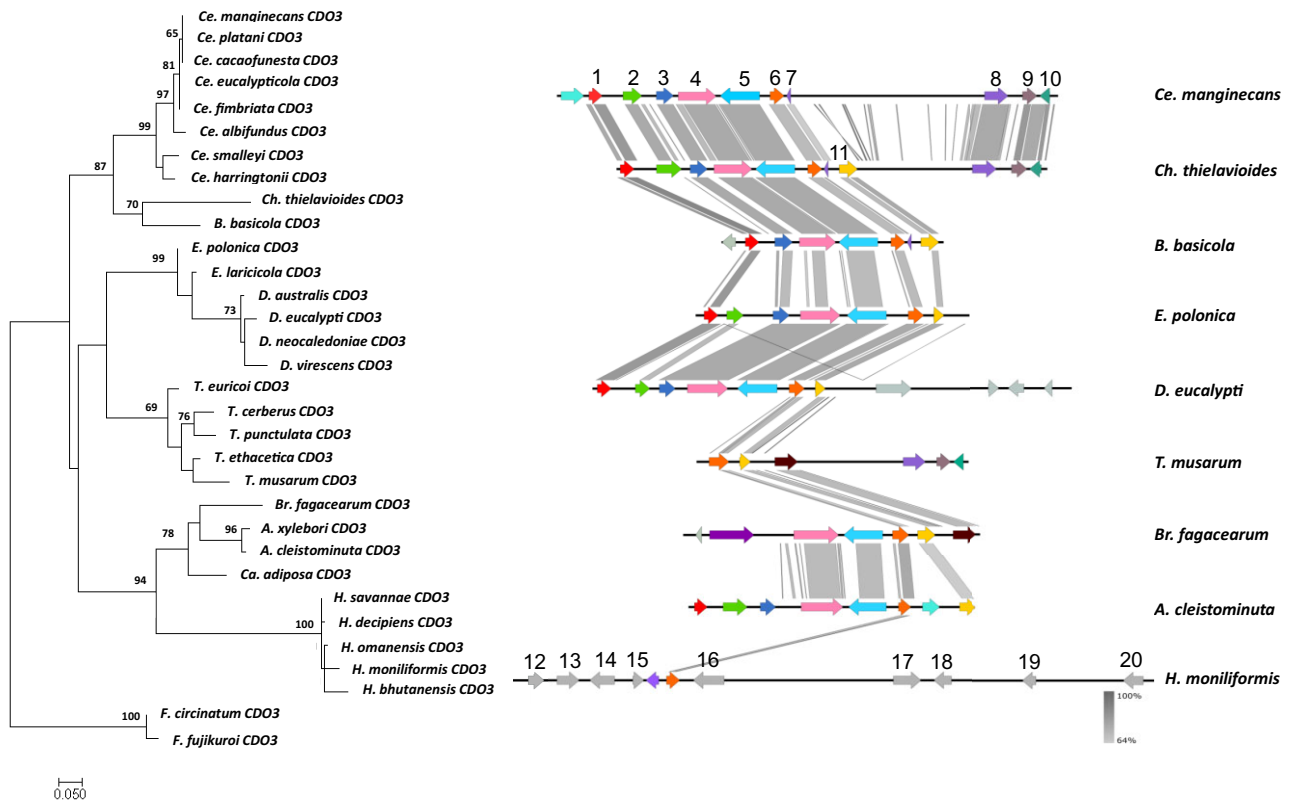 Ce. manginecans CDO3
65
Ce. platani CDO3
Ce. cacaofunesta CDO3
81
Ce. eucalypticola CDO3
97
Ce. fimbriata CDO3
99
Ce. albifundus CDO3
Ce. smalleyi CDO3
87
Ce. harringtonii CDO3
Ch. thielavioides CDO3
70
B. basicola CDO3
E. polonica CDO3
99
E. laricicola CDO3
D. australis CDO3
73
D. eucalypti CDO3
D. neocaledoniae CDO3
D. virescens CDO3
T. euricoi CDO3
69
T. cerberus CDO3
76
T. punctulata CDO3
T. ethacetica CDO3
T. musarum CDO3
Br. fagacearum CDO3
A. xylebori CDO3
96
78
A. cleistominuta CDO3
Ca. adiposa CDO3
94
H. savannae CDO3
H. decipiens CDO3
100
H. omanensis CDO3
H. moniliformis CDO3
H. bhutanensis CDO3
F. circinatum CDO3
100
F. fujikuroi CDO3
0.050
1 2 3 4 5 6 7 8 9 10
Ce. manginecans
11
Ch. thielavioides
B. basicola
E. polonica
D. eucalypti
T. musarum
Br. fagacearum
A. cleistominuta
12 13 14 15 16 17 18 19 20
H. moniliformis
100%
64%